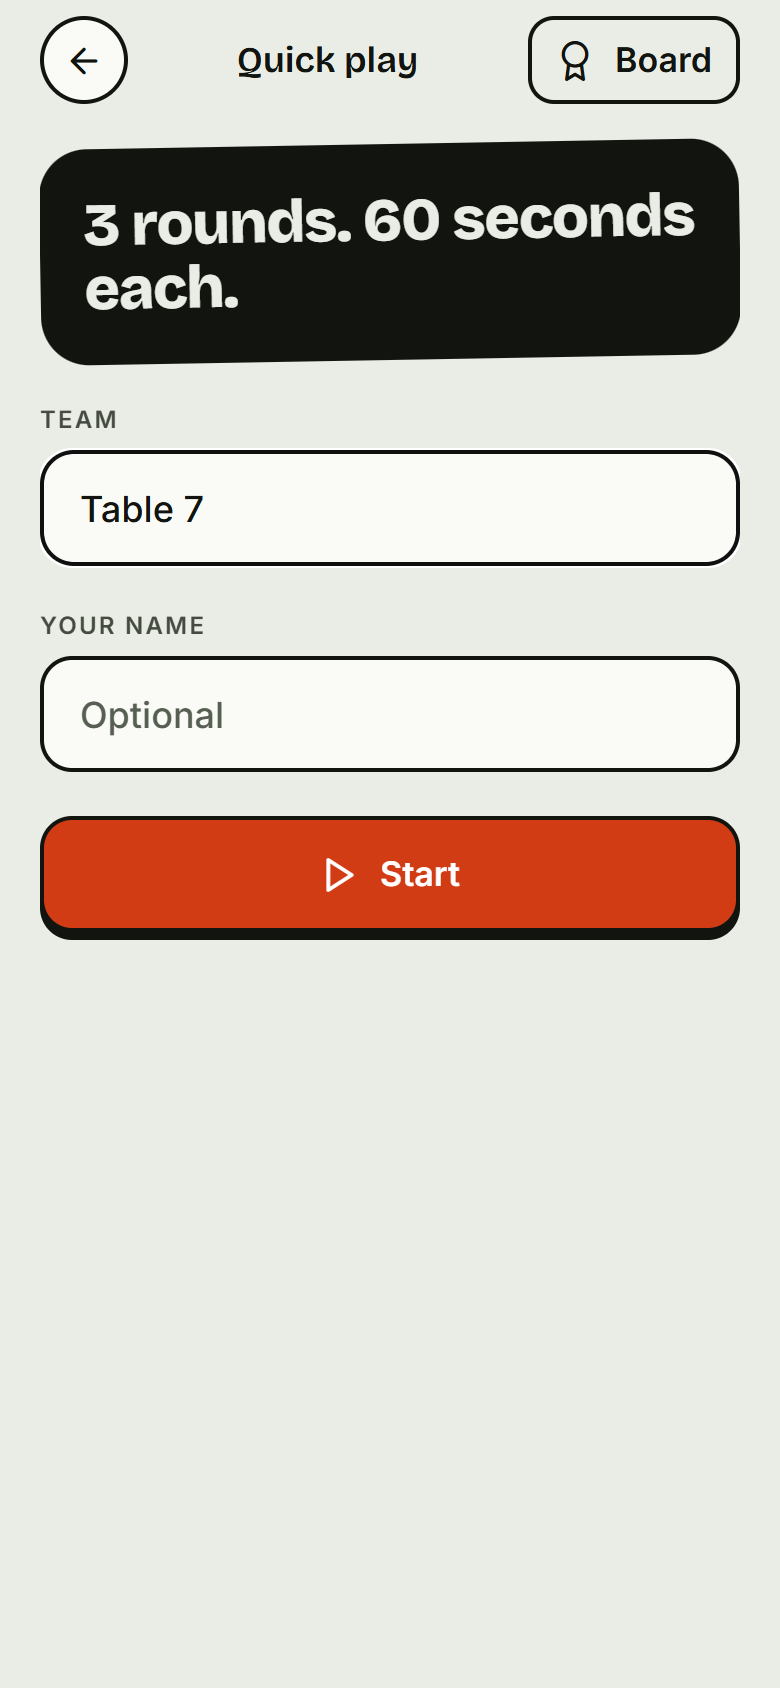 Quick play
Board
3 rounds. 60 seconds
each.
TEAM
Table 7
YOUR NAME
Optional
Start